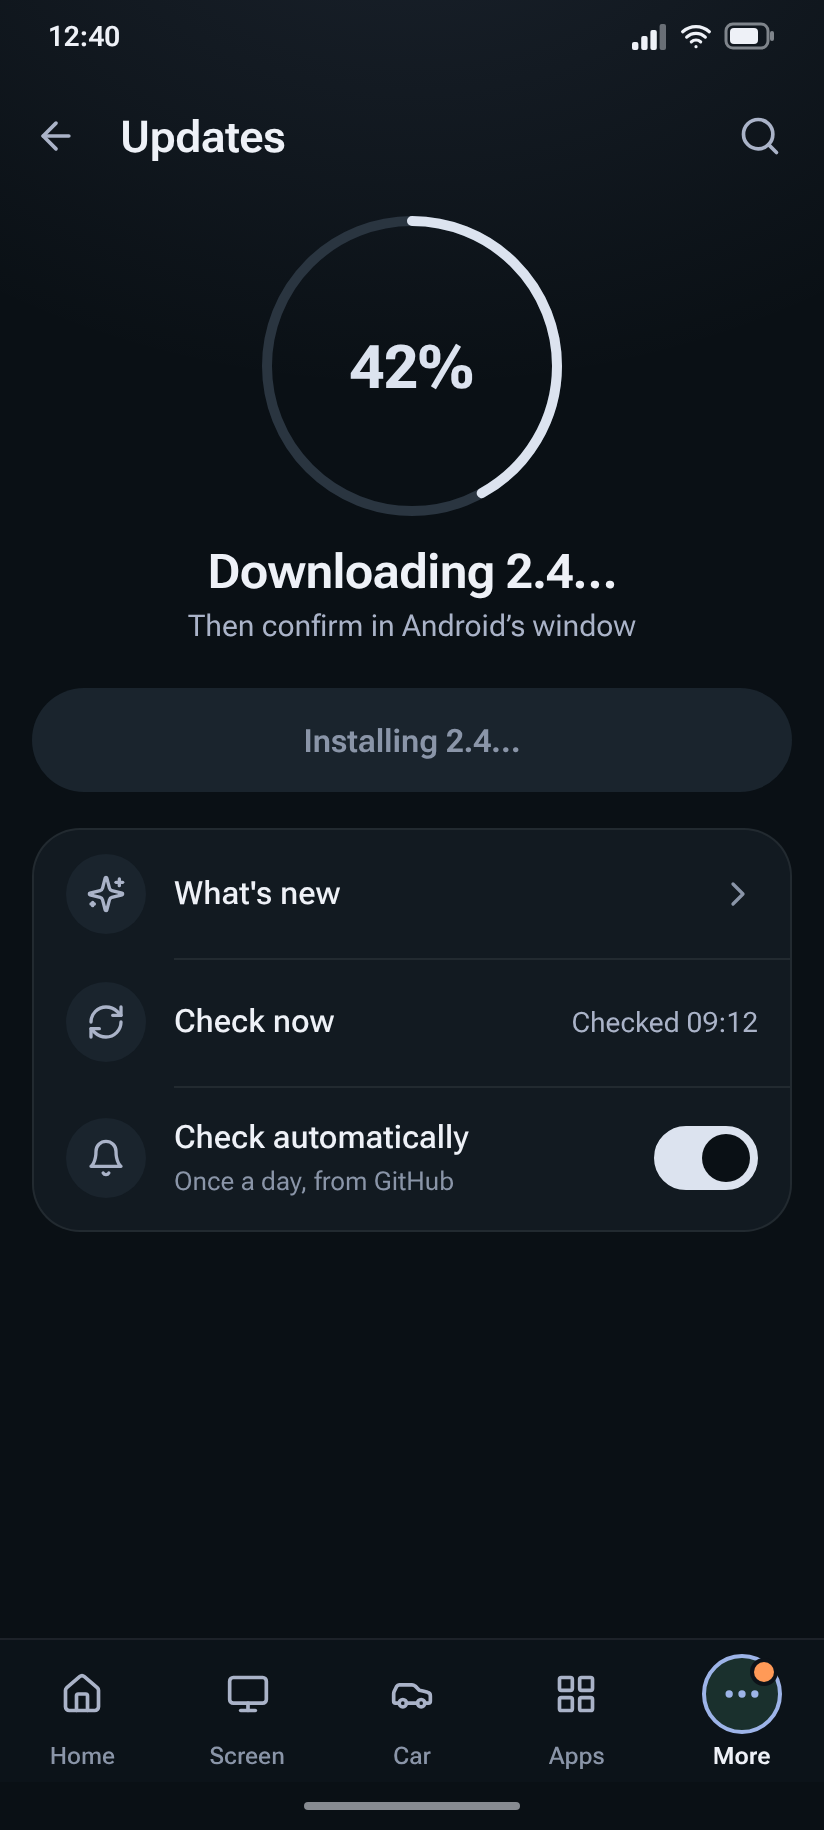 12:40
Updates
42%
Downloading 2.4...
Then confirm in Android’s window
Installing 2.4...
What's new
Check now
Checked 09:12
Check automatically
Once a day, from GitHub
Home
Screen
Car
Apps
More